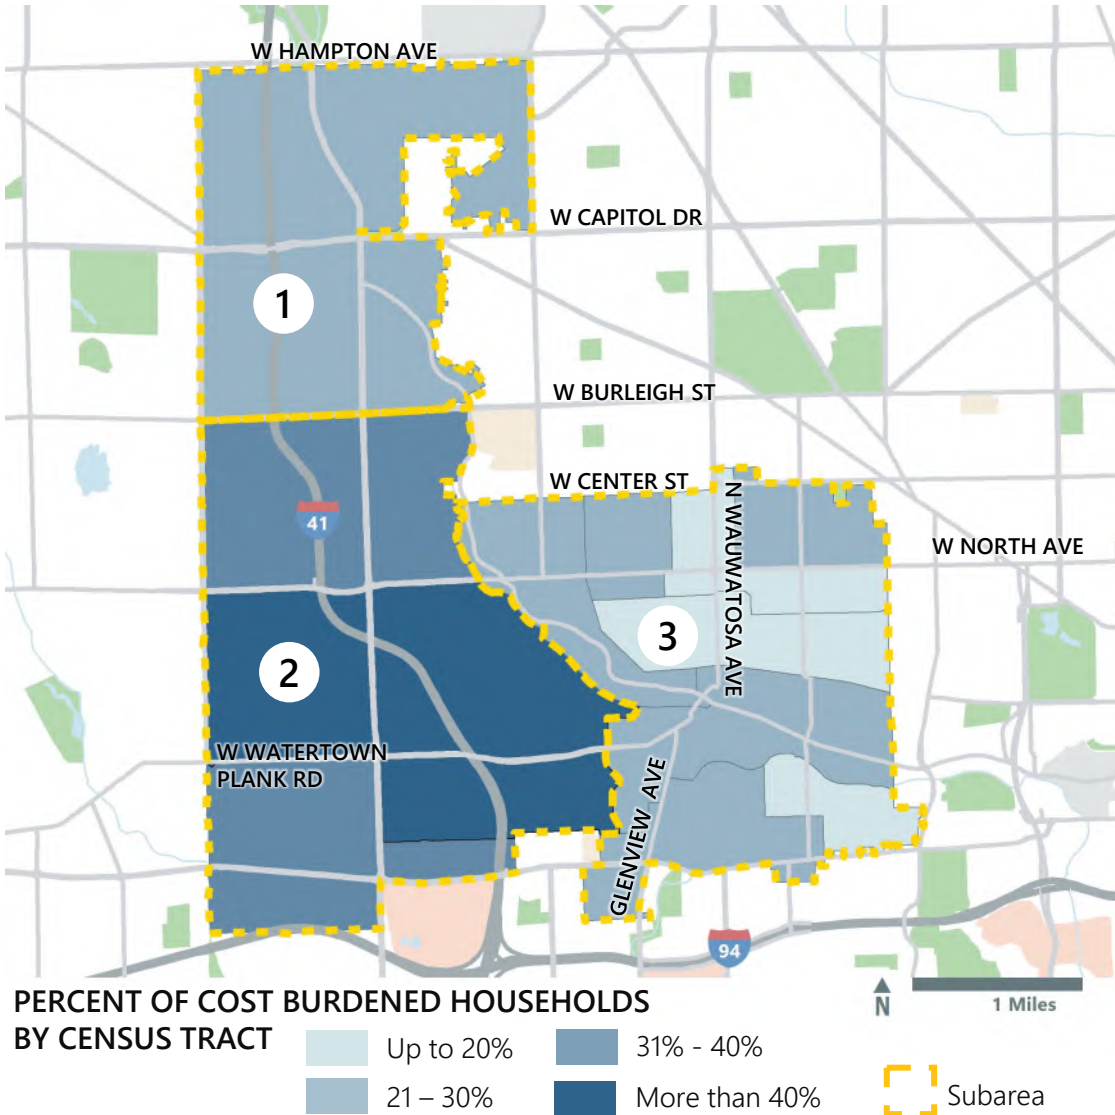 W HAMPTON AVE
W CAPITOL DR
1
W BURLEIGH ST
W CENTER ST
N WAUWATOSA AVE
41
W NORTH AVE
3
2
W WATERTOWN
PLANK RD
GLENVIEW AVE
94
N
1 Miles
PERCENT OF COST BURDENED HOUSEHOLDS
BY CENSUS TRACT
Up to 20%
31% - 40%
21 – 30%
More than 40%
Subarea